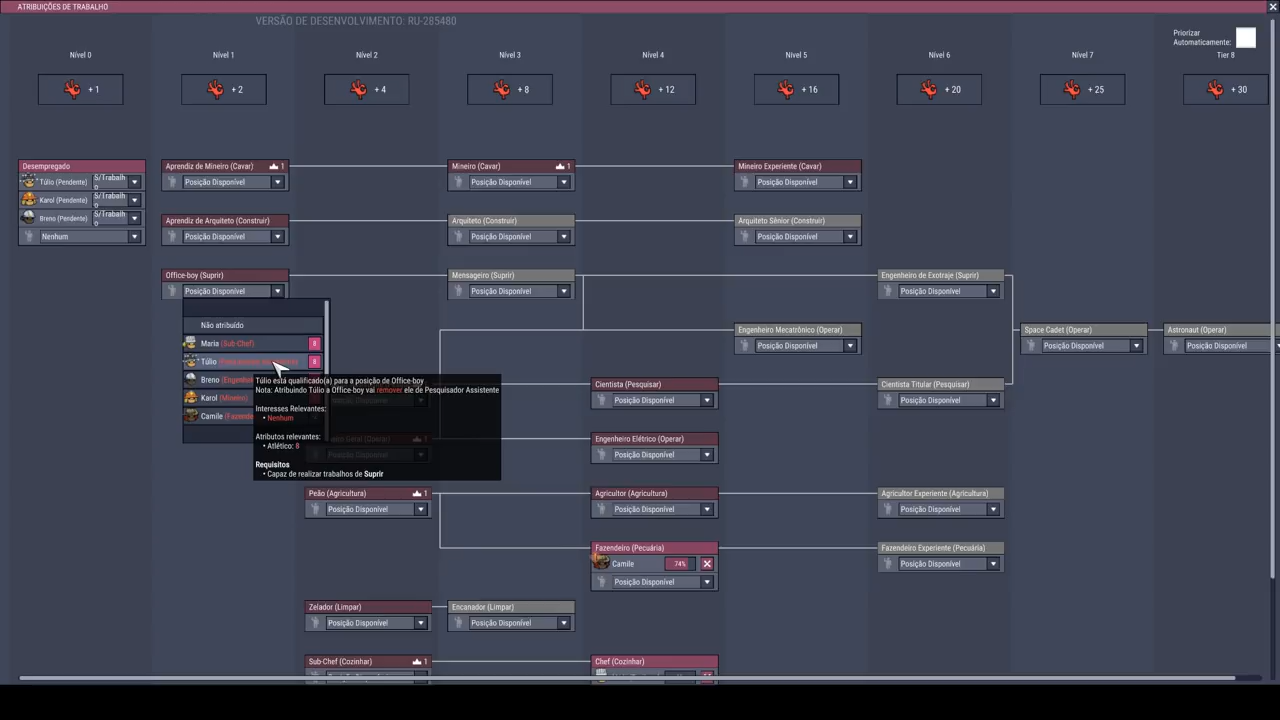 ATRIBUIÇÕES DE TRABALHO
VERSÃO DE DESENVOLVIMENTO: RU-285480
Priorizar
Automaticamente:
Nível 0
Nível 1
Nível 2
Nível 3
Nível 4
Nível 5
Nível 6
Nível 7
Tier 8
+ 1
+ 2
+ 4
+ 8
+ 12
+ 16
+ 20
+ 25
+ 30
Desempregado
Túlio (Pendente) S/Trabalh
o
Karol (Pendente) S/Trabalh
o
Breno (Pendente) S/Trabalh
o
Nenhum
Aprendiz de Mineiro (Cavar) 1
Posição Disponível
Mineiro (Cavar) 1
Posição Disponível
Mineiro Experiente (Cavar)
Posição Disponível
Aprendiz de Arquiteto (Construir)
Posição Disponível
Arquiteto (Construir)
Posição Disponível
Arquiteto Sênior (Construir)
Posição Disponível
Office-boy (Suprir)
Posição Disponível
Mensageiro (Suprir)
Posição Disponível
Engenheiro de Exotraje (Suprir)
Posição Disponível
Não atribuído
Maria (Sub-Chef) 8
Túlio 8
Breno
Karol (Mineiro)
Camile
Túlio está qualificado(a) para a posição de Office-boy
Nota: Atribuindo Túlio a Office-boy vai remover ele de Pesquisador Assistente
Interesses Relevantes:
• Nenhum
Atributos relevantes:
• Atlético: 8
Requisitos
• Capaz de realizar trabalhos de Suprir
Engenheiro Mecatrônico (Operar)
Posição Disponível
Space Cadet (Operar)
Posição Disponível
Astronaut (Operar)
Posição Disponível
Cientista (Pesquisar)
Posição Disponível
Cientista Titular (Pesquisar)
Posição Disponível
Engenheiro Elétrico (Operar)
Posição Disponível
Peão (Agricultura) 1
Posição Disponível
Agricultor (Agricultura)
Posição Disponível
Agricultor Experiente (Agricultura)
Posição Disponível
Fazendeiro (Pecuária)
Camile 74%
Posição Disponível
Fazendeiro Experiente (Pecuária)
Posição Disponível
Zelador (Limpar)
Posição Disponível
Encanador (Limpar)
Posição Disponível
Sub-Chef (Cozinhar) 1
Chef (Cozinhar)